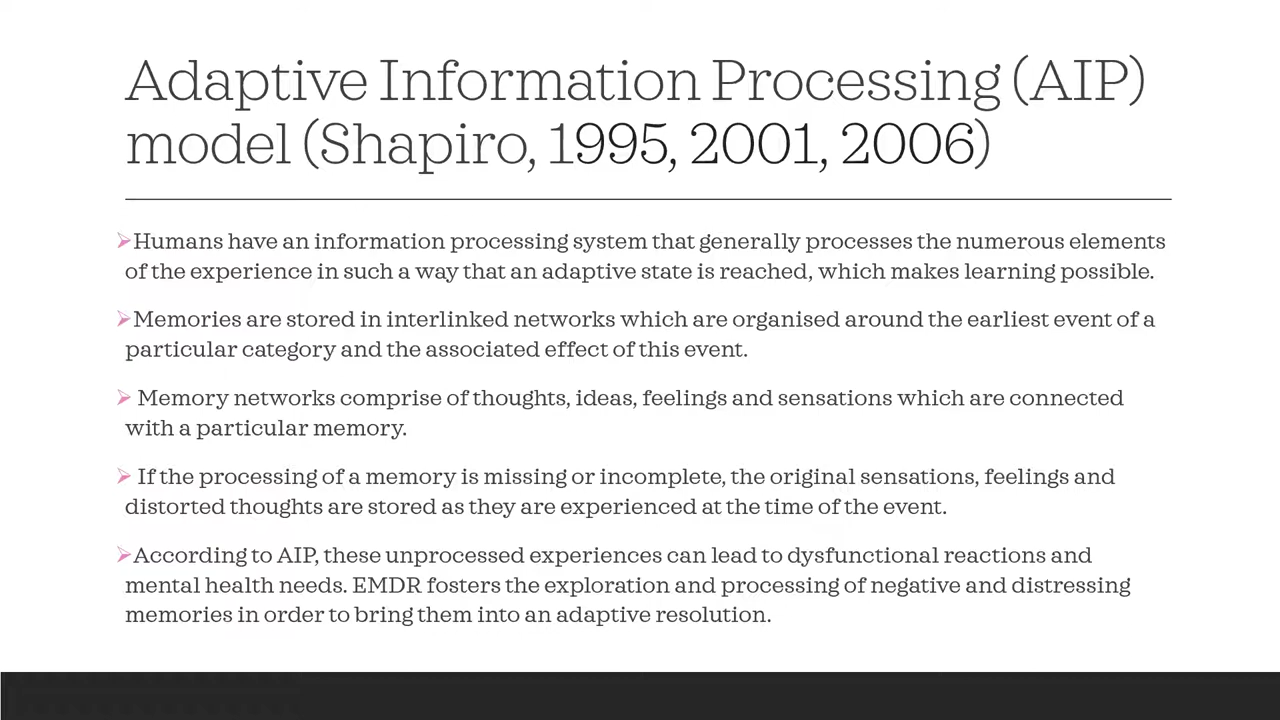 Adaptive Information Processing (AIP)
model (Shapiro, 1995, 2001, 2006)
➢Humans have an information processing system that generally processes the numerous elements
of the experience in such a way that an adaptive state is reached, which makes learning possible.
➢Memories are stored in interlinked networks which are organised around the earliest event of a
particular category and the associated effect of this event.
➢ Memory networks comprise of thoughts, ideas, feelings and sensations which are connected
with a particular memory.
➢ If the processing of a memory is missing or incomplete, the original sensations, feelings and
distorted thoughts are stored as they are experienced at the time of the event.
➢According to AIP, these unprocessed experiences can lead to dysfunctional reactions and
mental health needs. EMDR fosters the exploration and processing of negative and distressing
memories in order to bring them into an adaptive resolution.